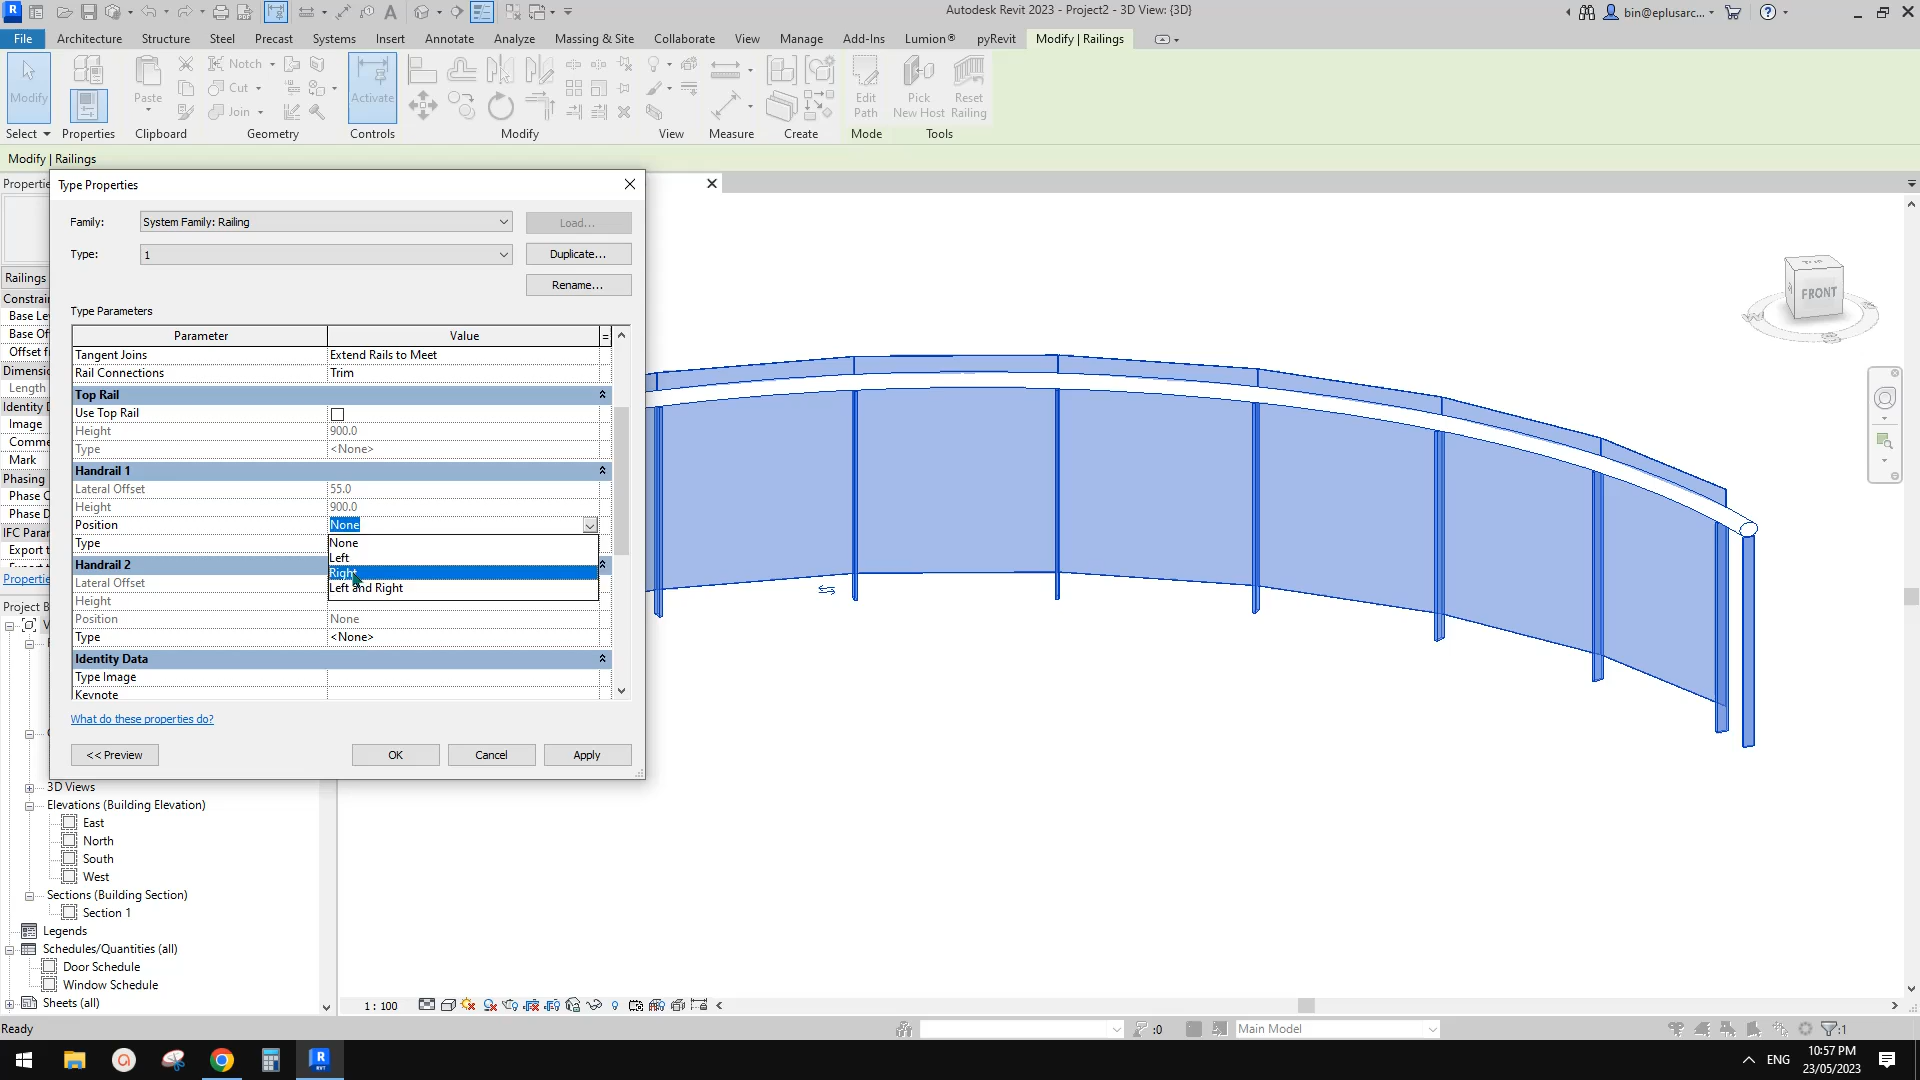 Autodesk Revit 2023 - Project2 - 3D View: {3D}
bin@eplusarc...
File Architecture Structure Steel Precast Systems Insert Annotate Analyze Massing & Site Collaborate View Manage Add-Ins Lumion® pyRevit Modify | Railings
Modify
Paste
Notch
Cut
Join
Activate
Edit Path
Pick New Host
Reset Railing
Select Properties Clipboard Geometry Controls Modify View Measure Create Mode Tools
Modify | Railings
Type Properties
Family: System Family: Railing Load...
Type: 1 Duplicate...
Rename...
Type Parameters
Parameter Value =
Tangent Joins Extend Rails to Meet
Rail Connections Trim
Top Rail
Use Top Rail
Height 900.0
Type <None>
Handrail 1
Lateral Offset 55.0
Height 900.0
Position None
Type
None
Left
Right
Left and Right
Handrail 2
Lateral Offset
Height
Position None
Type <None>
Identity Data
Type Image
Keynote
What do these properties do?
<< Preview OK Cancel Apply
Railings
Base Le
Base Of
Offset f
Length
Identity D
Image
Comme
Mark
Phasing
Phase C
Phase D
IFC Para
Export t
Project B
3D Views
Elevations (Building Elevation)
East
North
South
West
Sections (Building Section)
Section 1
Legends
Schedules/Quantities (all)
Door Schedule
Window Schedule
Sheets (all)
FRONT
1 : 100
Ready
:0
Main Model
:1
ENG
10:57 PM
23/05/2023